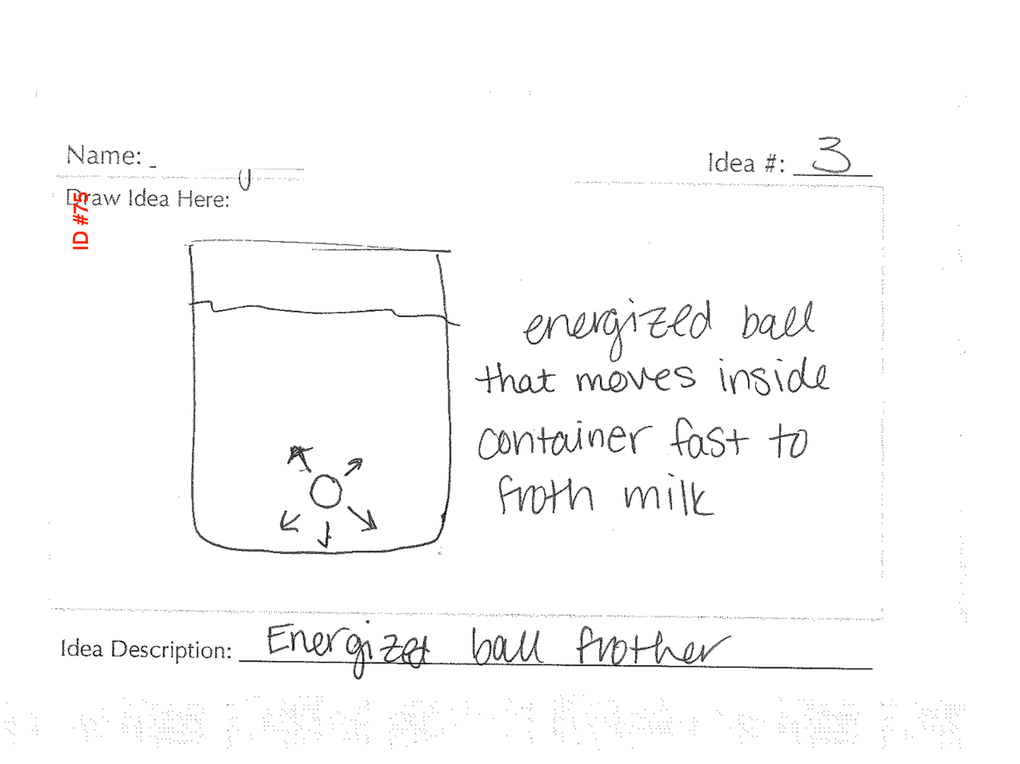 Name:
Idea #: 3
Draw Idea Here:
ID #75
energized ball
that moves inside
container fast to
froth milk
Idea Description: Energized ball frother